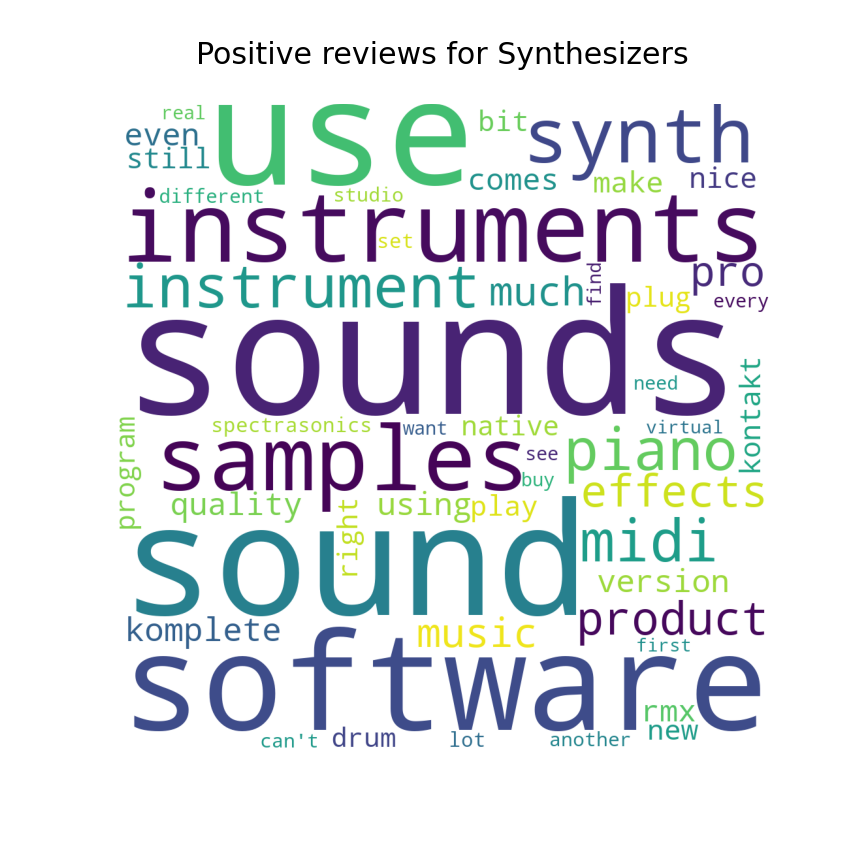 Positive reviews for Synthesizers
real use bit synth
even
still comes make nice
different studio
instruments
set
instrument much find plug pro
every
sounds
need kontakt
program spectrasonics want native virtual
samples see piano
buy
quality right using play effects
sound midi
version
komplete music product
first
software
rmx
can't drum lot another new